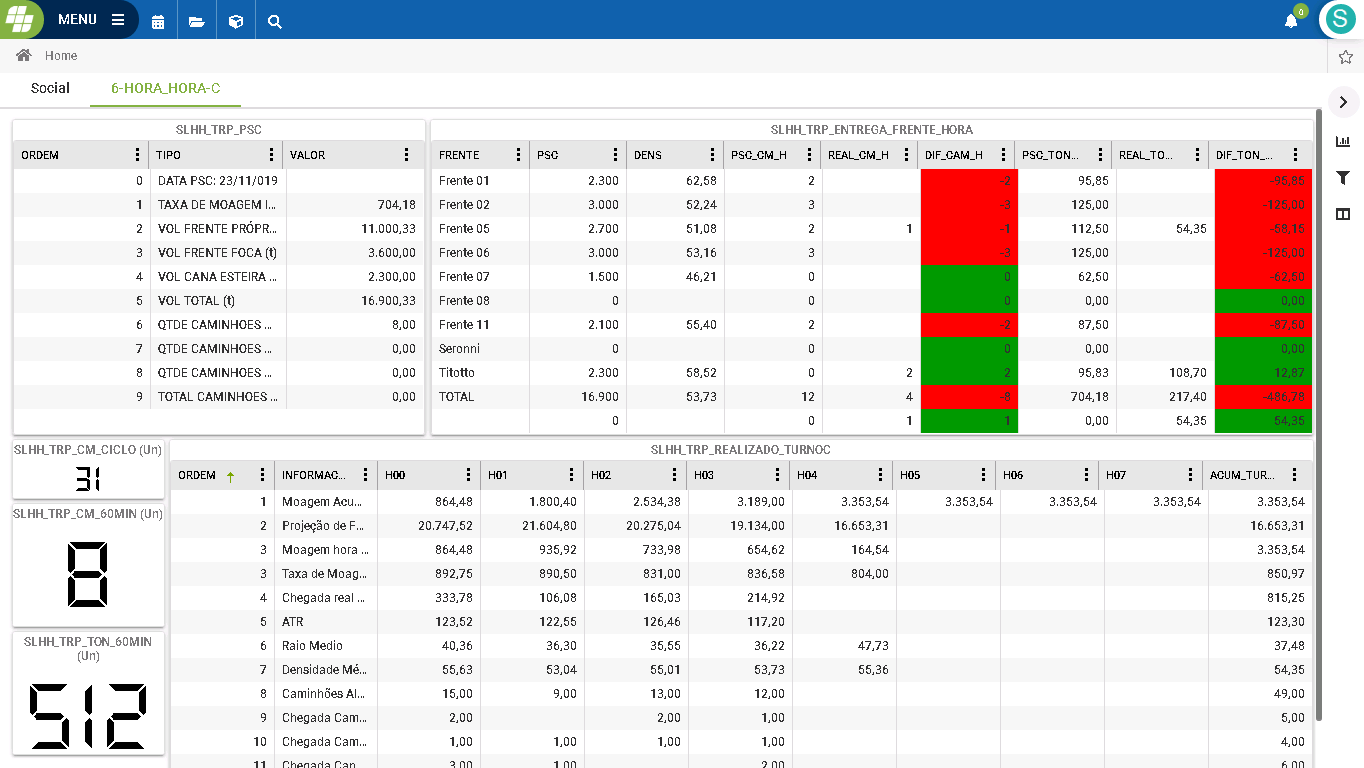 MENU
0
S
Home
Social 6-HORA_HORA-C
SLHH_TRP_PSC
ORDEM TIPO VALOR
0 DATA PSC: 23/11/019
1 TAXA DE MOAGEM I... 704,18
2 VOL FRENTE PRÓPR... 11.000,33
3 VOL FRENTE FOCA (t) 3.600,00
4 VOL CANA ESTEIRA ... 2.300,00
5 VOL TOTAL (t) 16.900,33
6 QTDE CAMINHOES ... 8,00
7 QTDE CAMINHOES ... 0,00
8 QTDE CAMINHOES ... 0,00
9 TOTAL CAMINHOES ... 0,00
SLHH_TRP_ENTREGA_FRENTE_HORA
FRENTE PSC DENS PSC_CM_H REAL_CM_H DIF_CAM_H PSC_TON... REAL_TO... DIF_TON_...
Frente 01 2.300 62,58 2 -2 95,85 -95,85
Frente 02 3.000 52,24 3 -3 125,00 -125,00
Frente 05 2.700 51,08 2 1 -1 112,50 54,35 -58,15
Frente 06 3.000 53,16 3 -3 125,00 -125,00
Frente 07 1.500 46,21 0 0 62,50 -62,50
Frente 08 0 0 0 0,00 0,00
Frente 11 2.100 55,40 2 -2 87,50 -87,50
Seronni 0 0 0 0,00 0,00
Titotto 2.300 58,52 0 2 2 95,83 108,70 12,87
TOTAL 16.900 53,73 12 4 -8 704,18 217,40 -486,78
0 0 1 1 0,00 54,35 54,35
SLHH_TRP_CM_CICLO (Un)
31
SLHH_TRP_CM_60MIN (Un)
8
SLHH_TRP_TON_60MIN
(Un)
512
SLHH_TRP_REALIZADO_TURNOC
ORDEM INFORMAC... H00 H01 H02 H03 H04 H05 H06 H07 ACUM_TUR...
1 Moagem Acu... 864,48 1.800,40 2.534,38 3.189,00 3.353,54 3.353,54 3.353,54 3.353,54 3.353,54
2 Projeção de F... 20.747,52 21.604,80 20.275,04 19.134,00 16.653,31 16.653,31
3 Moagem hora ... 864,48 935,92 733,98 654,62 164,54 3.353,54
3 Taxa de Moag... 892,75 890,50 831,00 836,58 804,00 850,97
4 Chegada real ... 333,78 106,08 165,03 214,92 815,25
5 ATR 123,52 122,55 126,46 117,20 123,30
6 Raio Medio 40,36 36,30 35,55 36,22 47,73 37,48
7 Densidade Mé... 55,63 53,04 55,01 53,73 55,36 54,35
8 Caminhões Al... 15,00 9,00 13,00 12,00 49,00
9 Chegada Cam... 2,00 2,00 1,00 5,00
10 Chegada Cam... 1,00 1,00 1,00 1,00 4,00
11 Chegada Can... 3,00 1,00 2,00 6,00